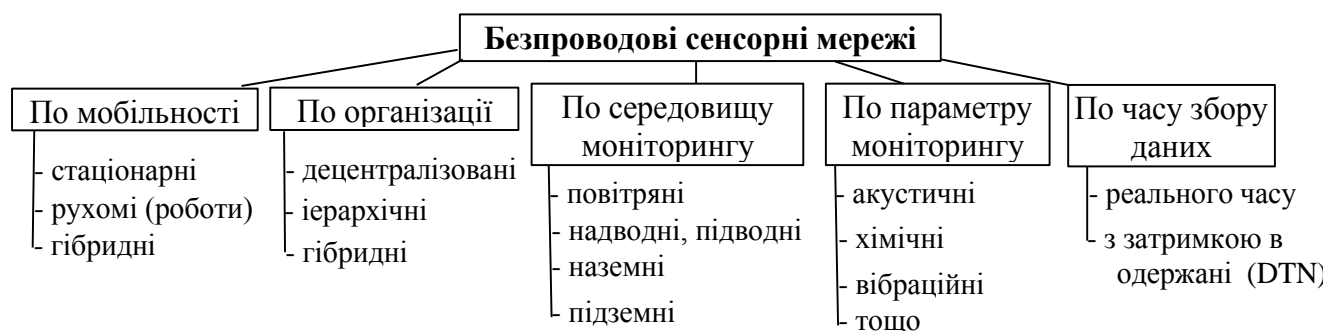 Безпроводові сенсорні мережі
По мобільності
- стаціонарні
- рухомі (роботи)
- гібридні
По організації
- децентралізовані
- ієрархічні
- гібридні
По середовищу
моніторингу
- повітряні
- надводні, підводні
- наземні
- підземні
По параметру
моніторингу
- акустичні
- хімічні
- вібраційні
- тощо
По часу збору
даних
- реального часу
- з затримкою в
одержані (DTN)